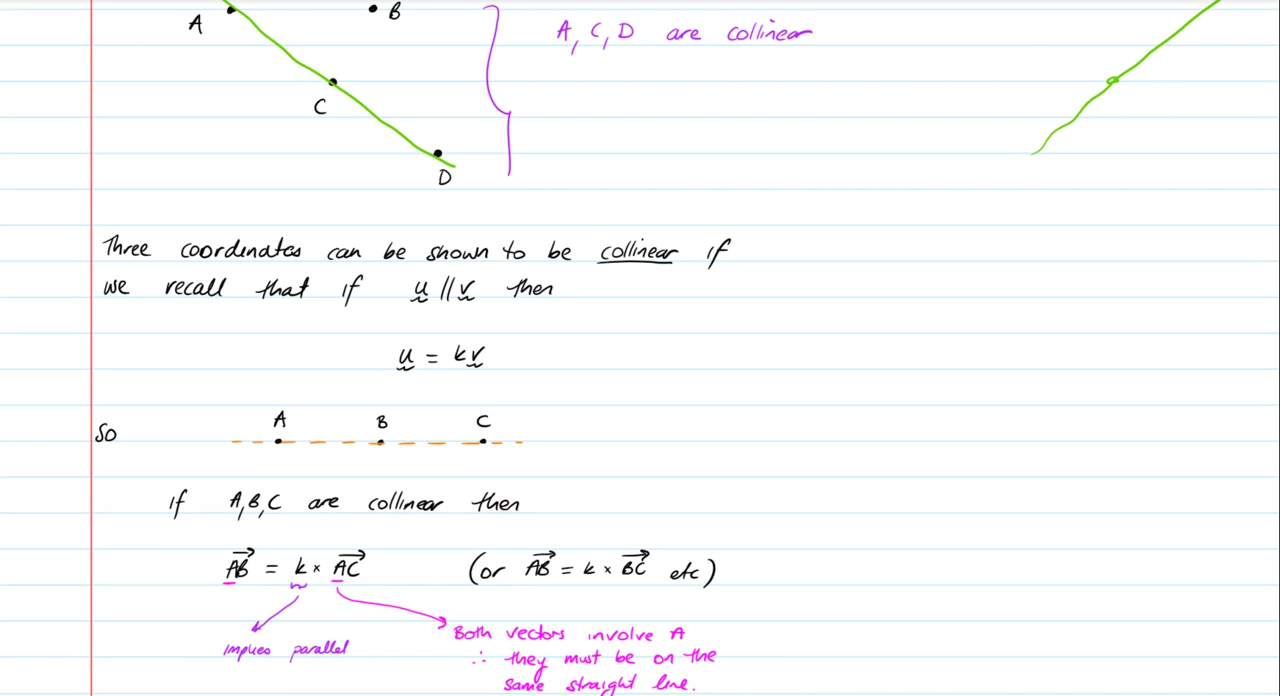 A
B
A, C, D are collinear
C
D
Three coordinates can be shown to be collinear if
we recall that if u // v then
u = kv
So A B C
If A,B,C are collinear then
AB→ = k × AC→ (or AB→ = k × BC→ etc)
Both vectors involve A
implies parallel
∴ they must be on the
same straight line.